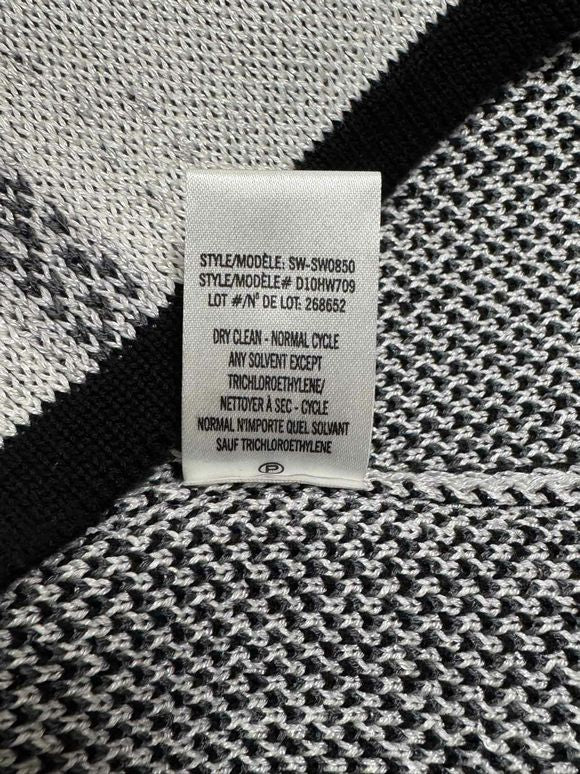 STYLE/MODÈLE: SW-SW0850
STYLE/MODÈLE# D10HW709
LOT #/N° DE LOT: 268652
DRY CLEAN - NORMAL CYCLE
ANY SOLVENT EXCEPT
TRICHLOROETHYLENE/
NETTOYER À SEC - CYCLE
NORMAL N'IMPORTE QUEL SOLVANT
SAUF TRICHLOROETHYLENE
P